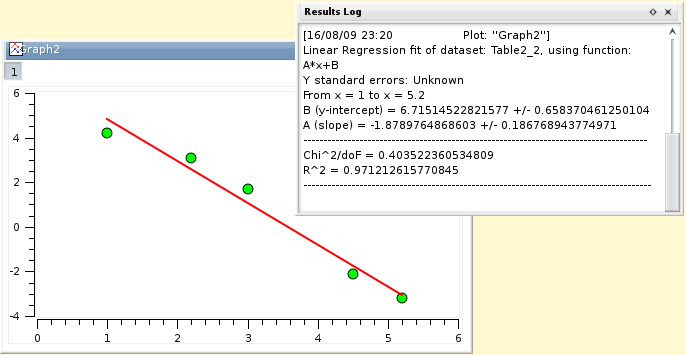 Results Log
[16/08/09 23:20 Plot: ''Graph2'']
Linear Regression fit of dataset: Table2_2, using function:
A*x+B
Y standard errors: Unknown
From x = 1 to x = 5.2
B (y-intercept) = 6.71514522821577 +/- 0.658370461250104
A (slope) = -1.8789764868603 +/- 0.186768943774971
--------------------------------------------------------------------------------------
Chi^2/doF = 0.403522360534809
R^2 = 0.971212615770845
---------------------------------------------------------------------------------------
Graph2
1
6
4
2
0
-2
-4
0 1 2 3 4 5 6